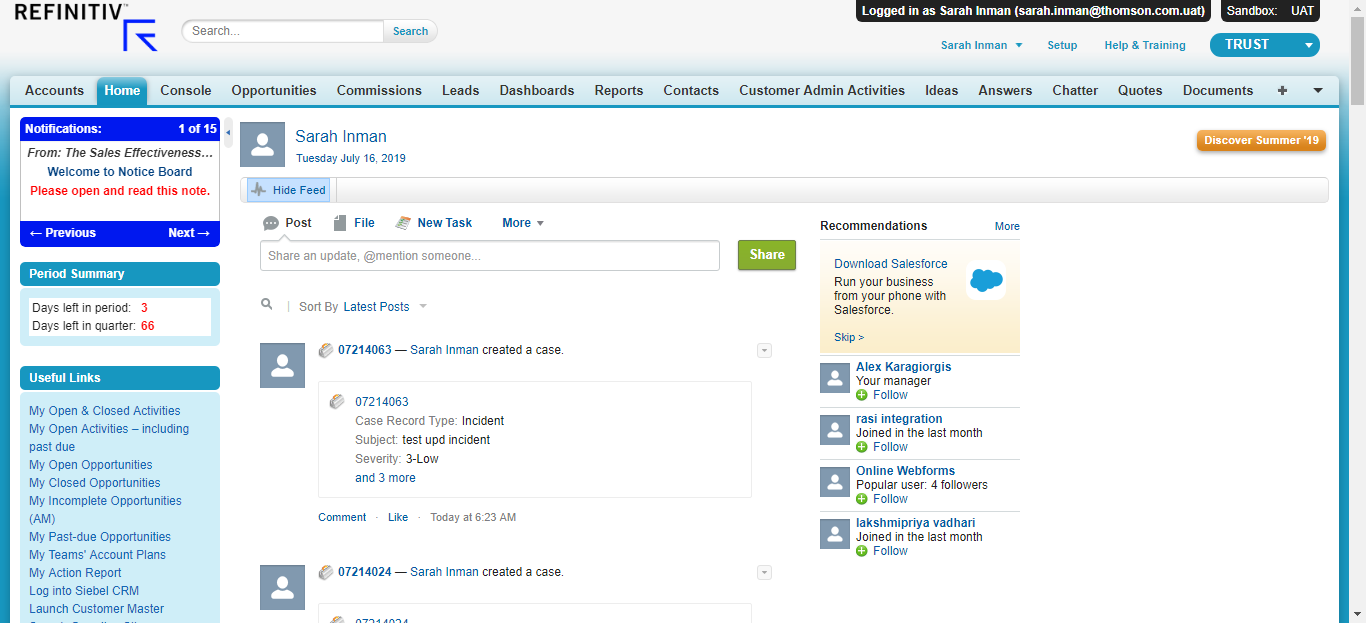 REFINITIV™
Search...
Search
Logged in as Sarah Inman (sarah.inman@thomson.com.uat)
Sandbox: UAT
Sarah Inman
Setup
Help & Training
TRUST
Accounts
Home
Console
Opportunities
Commissions
Leads
Dashboards
Reports
Contacts
Customer Admin Activities
Ideas
Answers
Chatter
Quotes
Documents
+
Notifications: 1 of 15
From: The Sales Effectiveness...
Welcome to Notice Board
Please open and read this note.
← Previous Next →
Period Summary
Days left in period: 3
Days left in quarter: 66
Useful Links
My Open & Closed Activities
My Open Activities – including
past due
My Open Opportunities
My Closed Opportunities
My Incomplete Opportunities
(AM)
My Past-due Opportunities
My Teams' Account Plans
My Action Report
Log into Siebel CRM
Launch Customer Master
Sarah Inman
Tuesday July 16, 2019
Discover Summer '19
Hide Feed
Post
File
New Task
More
Share an update, @mention someone...
Share
Sort By Latest Posts
07214063 — Sarah Inman created a case.
07214063
Case Record Type: Incident
Subject: test upd incident
Severity: 3-Low
and 3 more
Comment · Like · Today at 6:23 AM
07214024 — Sarah Inman created a case.
07214024
Recommendations
More
Download Salesforce
Run your business
from your phone with
Salesforce.
Skip >
Alex Karagiorgis
Your manager
Follow
rasi integration
Joined in the last month
Follow
Online Webforms
Popular user: 4 followers
Follow
lakshmipriya vadhari
Joined in the last month
Follow